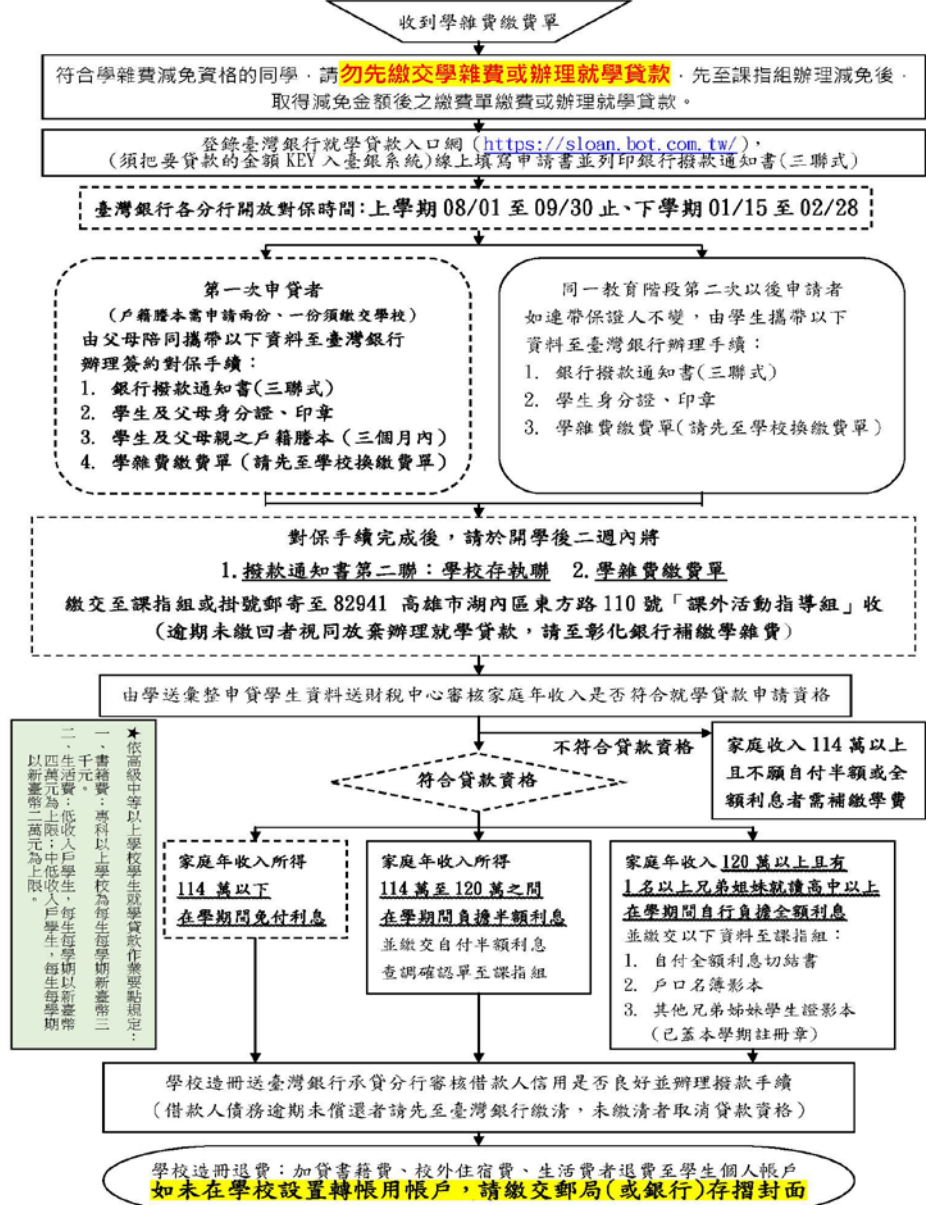 收到學雜費繳費單
符合學雜費減免資格的同學，請勿先繳交學雜費或辦理就學貸款，先至課指組辦理減免後，
取得減免金額後之繳費單繳費或辦理就學貸款。
登錄臺灣銀行就學貸款入口網 (https://sloan.bot.com.tw/)，
(須把要貸款的金額 KEY 入臺銀系統)線上填寫申請書並列印銀行撥款通知書(三聯式)
臺灣銀行各分行開放對保時間:上學期 08/01 至 09/30 止、下學期 01/15 至 02/28
第一次申貸者
(戶籍謄本需申請兩份、一份須繳交學校)
由父母陪同攜帶以下資料至臺灣銀行
辦理簽約對保手續：
1. 銀行撥款通知書(三聯式)
2. 學生及父母身分證、印章
3. 學生及父母親之戶籍謄本 (三個月內)
4. 學雜費繳費單 (請先至學校換繳費單)
同一教育階段第二次以後申請者
如連帶保證人不變，由學生攜帶以下
資料至臺灣銀行辦理手續：
1. 銀行撥款通知書(三聯式)
2. 學生身分證、印章
3. 學雜費繳費單(請先至學校換繳費單)
對保手續完成後，請於開學後二週內將
1.撥款通知書第二聯：學校存執聯 2.學雜費繳費單
繳交至課指組或掛號郵寄至 82941 高雄市湖內區東方路 110 號「課外活動指導組」收
(逾期未繳回者視同放棄辦理就學貸款，請至彰化銀行補繳學雜費)
由學送彙整申貸學生資料送財稅中心審核家庭年收入是否符合就學貸款申請資格
★依高級中等以上學校學生就學貸款作業要點規定：
一、書籍費：專科以上學校為每生每學期新臺幣三
千元。
二、生活費：低收入戶學生，每生每學期以新臺幣
四萬元為上限；中低收入戶學生，每生每學期
以新臺幣二萬元為上限。
符合貸款資格
不符合貸款資格
家庭收入 114 萬以上
且不願自付半額或全
額利息者需補繳學費
家庭年收入所得
114 萬以下
在學期間免付利息
家庭年收入所得
114 萬至 120 萬之間
在學期間負擔半額利息
並繳交自付半額利息
查調確認單至課指組
家庭年收入 120 萬以上且有
1 名以上兄弟姐妹就讀高中以上
在學期間自行負擔全額利息
並繳交以下資料至課指組：
1. 自付全額利息切結書
2. 戶口名簿影本
3. 其他兄弟姊妹學生證影本
(已蓋本學期註冊章)
學校造冊送臺灣銀行承貸分行審核借款人信用是否良好並辦理撥款手續
(借款人債務逾期未償還者請先至臺灣銀行繳清，未繳清者取消貸款資格)
學校造冊退費：加貸書籍費、校外住宿費、生活費者退費至學生個人帳戶
如未在學校設置轉帳用帳戶，請繳交郵局(或銀行)存摺封面